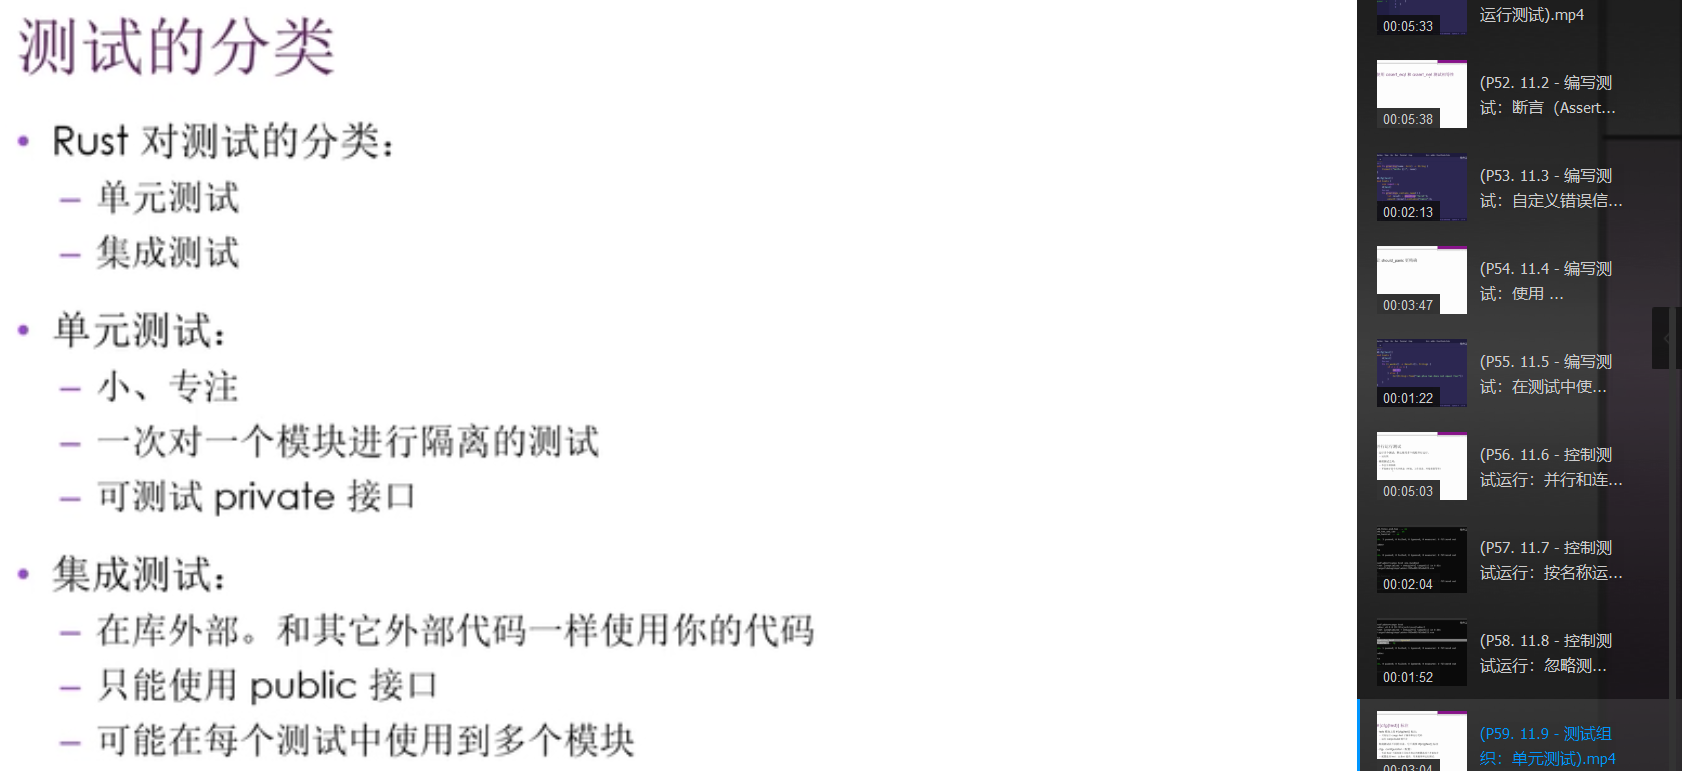 测试的分类
• Rust 对测试的分类：
– 单元测试
– 集成测试
• 单元测试：
– 小、专注
– 一次对一个模块进行隔离的测试
– 可测试 private 接口
• 集成测试：
– 在库外部。和其它外部代码一样使用你的代码
– 只能使用 public 接口
– 可能在每个测试中使用到多个模块
00:05:33
运行测试).mp4
00:05:38
(P52. 11.2 - 编写测
试：断言（Assert...
00:02:13
(P53. 11.3 - 编写测
试：自定义错误信...
00:03:47
(P54. 11.4 - 编写测
试：使用 ...
00:01:22
(P55. 11.5 - 编写测
试：在测试中使...
00:05:03
(P56. 11.6 - 控制测
试运行：并行和连...
00:02:04
(P57. 11.7 - 控制测
试运行：按名称运...
00:01:52
(P58. 11.8 - 控制测
试运行：忽略测...
00:03:04
(P59. 11.9 - 测试组
织：单元测试).mp4